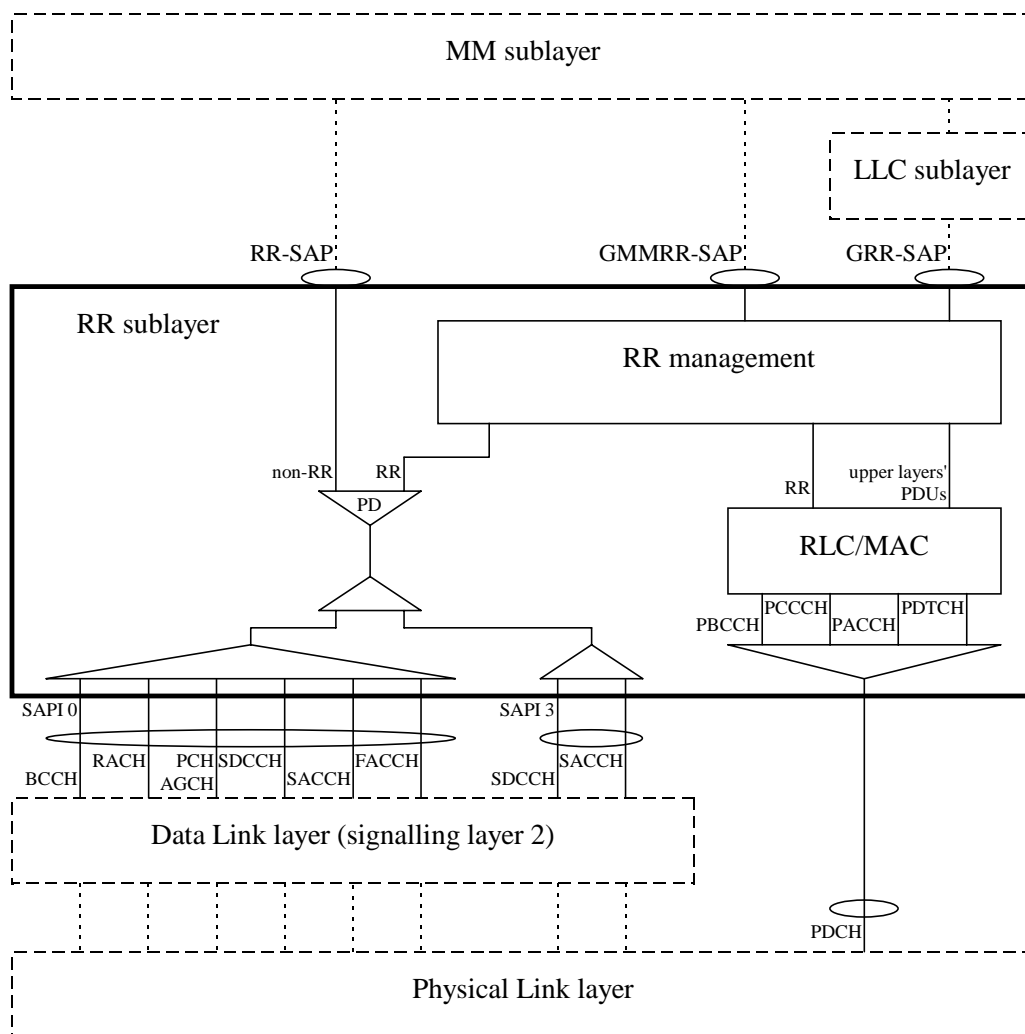 MM sublayer
LLC sublayer
RR-SAP
GMMRR-SAP
GRR-SAP
RR sublayer
RR management
non-RR
RR
RR
upper layers'
PDUs
PD
RLC/MAC
PBCCH
PCCCH
PACCH
PDTCH
SAPI 0
SAPI 3
BCCH
RACH
PCH
AGCH
SDCCH
SACCH
FACCH
SDCCH
SACCH
Data Link layer (signalling layer 2)
PDCH
Physical Link layer